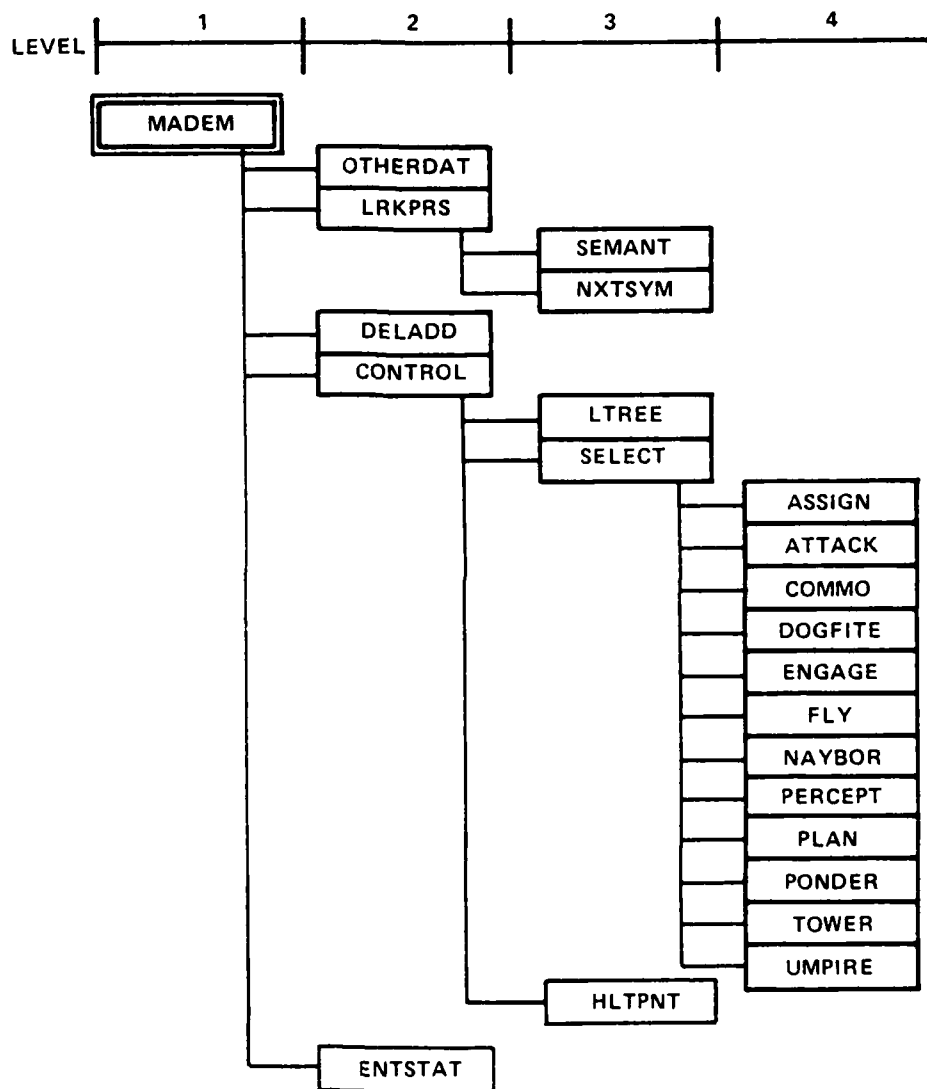 1 2 3 4
LEVEL
MADEM
OTHERDAT
LRKPRS
SEMANT
NXTSYM
DELADD
CONTROL
LTREE
SELECT
ASSIGN
ATTACK
COMMO
DOGFITE
ENGAGE
FLY
NAYBOR
PERCEPT
PLAN
PONDER
TOWER
UMPIRE
HLTPNT
ENTSTAT